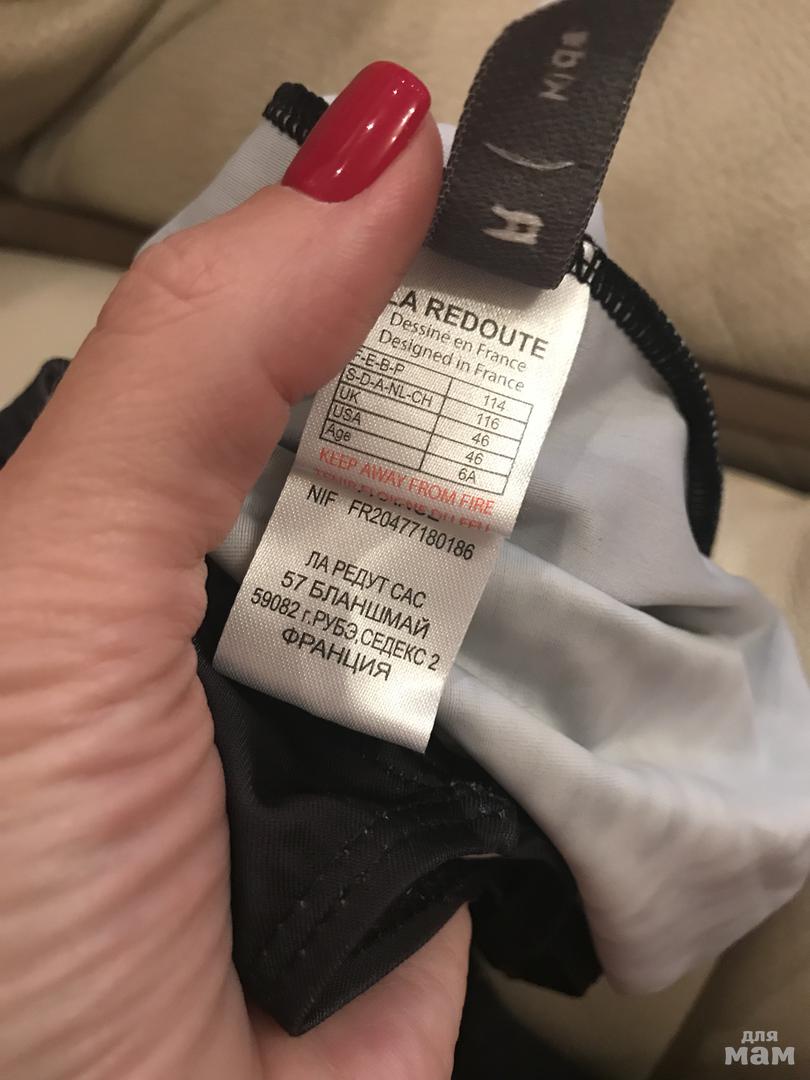 LA REDOUTE
Dessiné en France
Designed in France
F-E-B-P 114
S-D-A-NL-CH 116
UK 46
USA 46
Age 6A
KEEP AWAY FROM FIRE
NIF FR20477180186
ЛА РЕДУТ САС
57 БЛАНШМАЙ
59082 г.РУБЭ,СЕДЕКС 2
ФРАНЦИЯ
для
мам